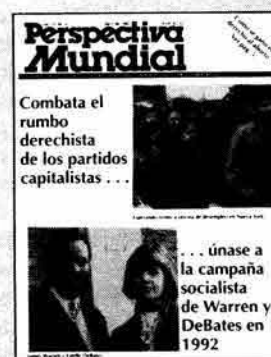 Perspectiva
Mundial
Combata el
rumbo
derechista
de los partidos
capitalistas . . .
. . . únase a
la campaña
socialista
de Warren y
DeBates en
1992